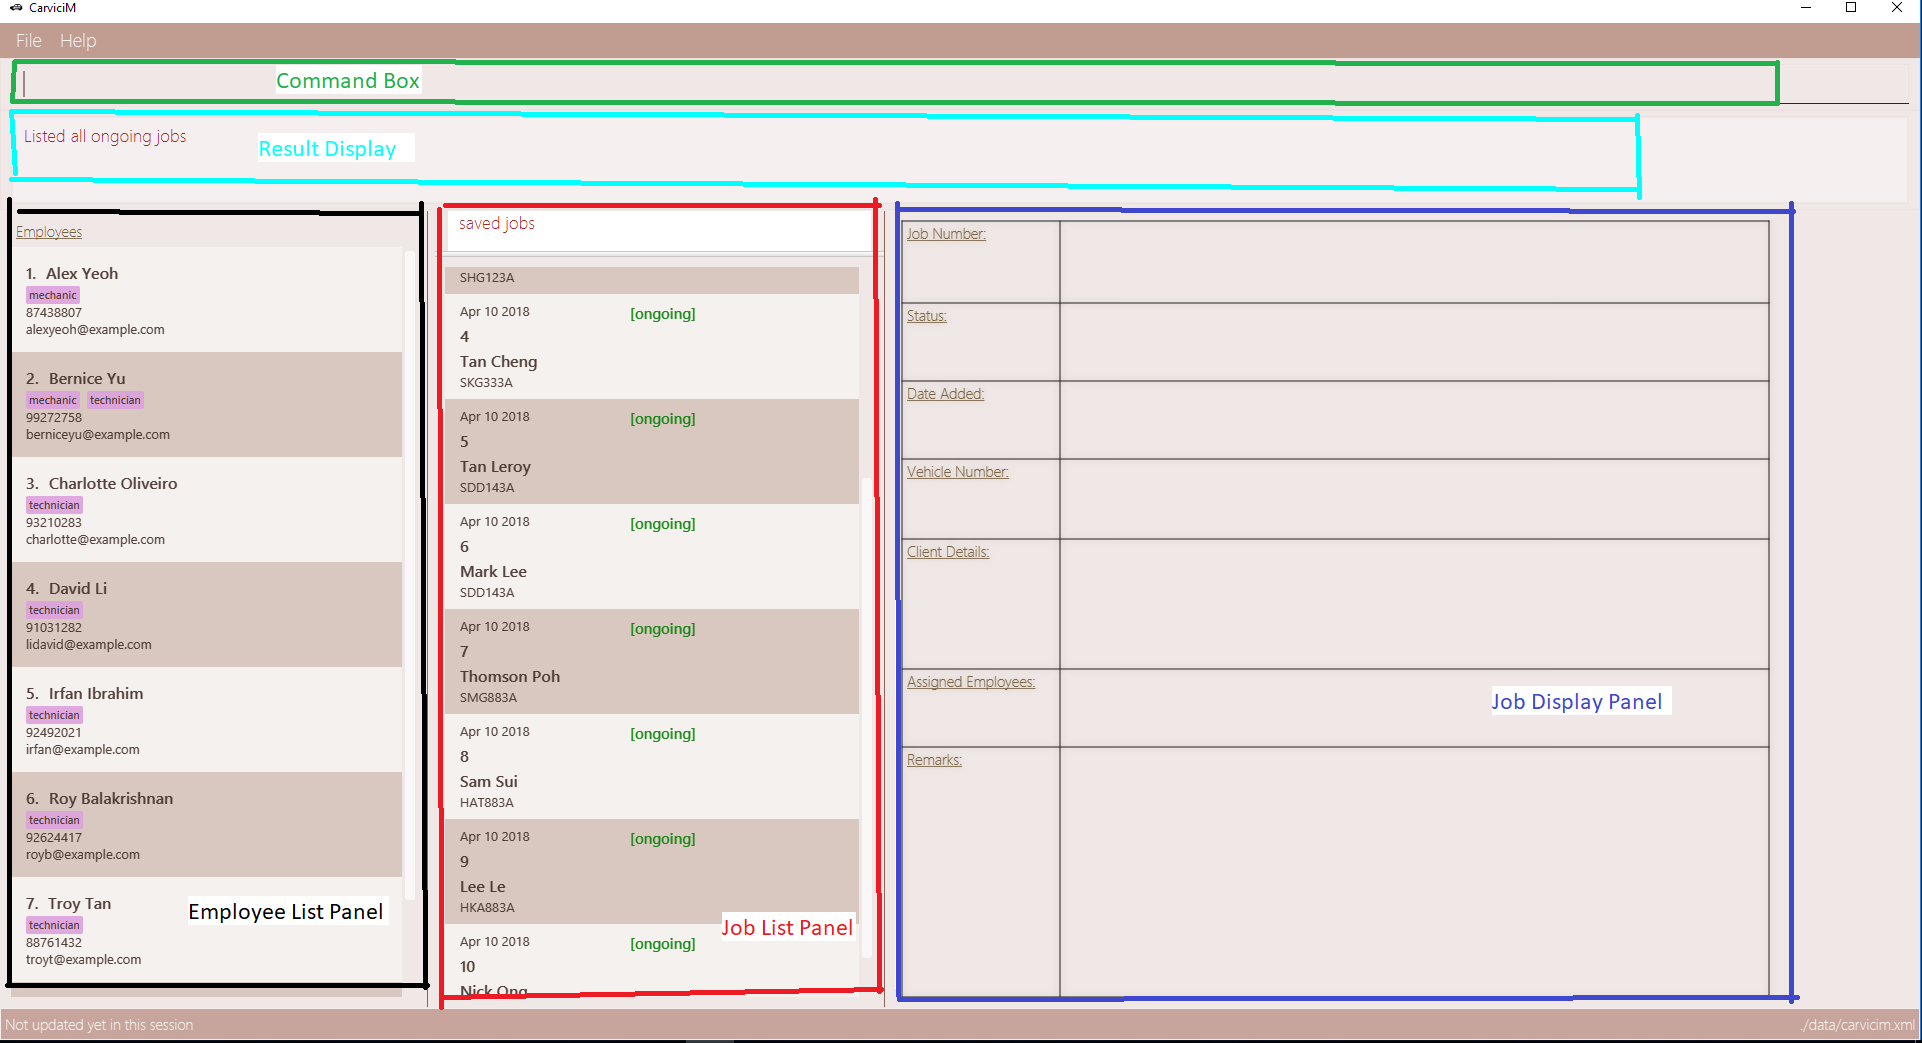 CarviciM
File Help
Command Box
Listed all ongoing jobs
Result Display
Employees
1. Alex Yeoh
mechanic
87438807
alexyeoh@example.com
2. Bernice Yu
mechanic technician
99272758
berniceyu@example.com
3. Charlotte Oliveiro
technician
93210283
charlotte@example.com
4. David Li
technician
91031282
lidavid@example.com
5. Irfan Ibrahim
technician
92492021
irfan@example.com
6. Roy Balakrishnan
technician
92624417
royb@example.com
7. Troy Tan
technician
88761432
troyt@example.com
Employee List Panel
saved jobs
SHG123A
Apr 10 2018 [ongoing]
4
Tan Cheng
SKG333A
Apr 10 2018 [ongoing]
5
Tan Leroy
SDD143A
Apr 10 2018 [ongoing]
6
Mark Lee
SDD143A
Apr 10 2018 [ongoing]
7
Thomson Poh
SMG883A
Apr 10 2018 [ongoing]
8
Sam Sui
HAT883A
Apr 10 2018 [ongoing]
9
Lee Le
HKA883A
Job List Panel
Apr 10 2018 [ongoing]
10
Nick Ong
Job Number:
Status:
Date Added:
Vehicle Number:
Client Details:
Assigned Employees:
Job Display Panel
Remarks:
Not updated yet in this session
./data/carvicim.xml